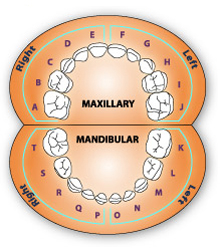 D E F G
C H
Right Left
B I
A J
MAXILLARY
MANDIBULAR
T K
S L
Right Left
R M
Q P O N